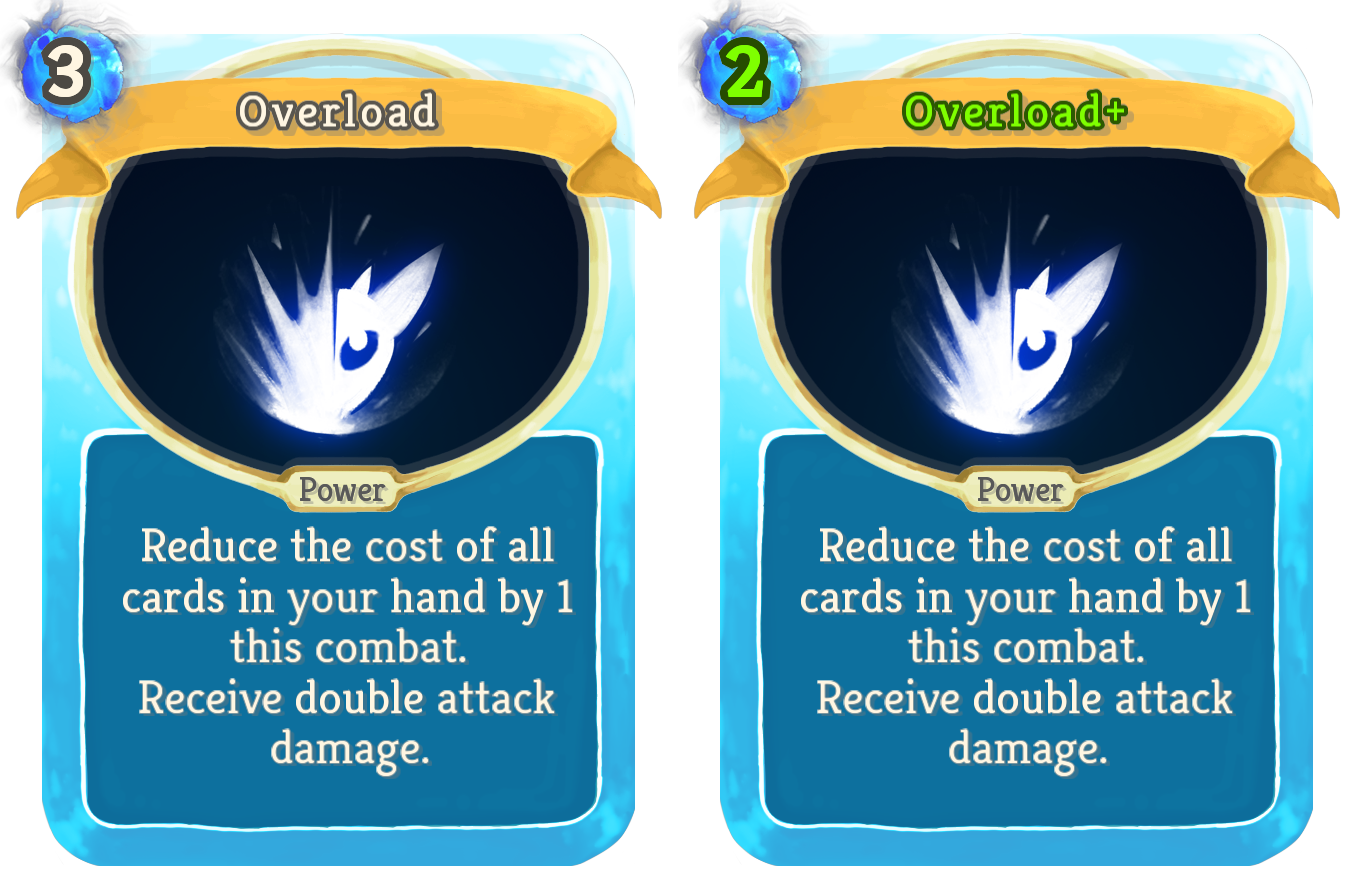 3
Overload
Power
Reduce the cost of all
cards in your hand by 1
this combat.
Receive double attack
damage.
2
Overload+
Power
Reduce the cost of all
cards in your hand by 1
this combat.
Receive double attack
damage.